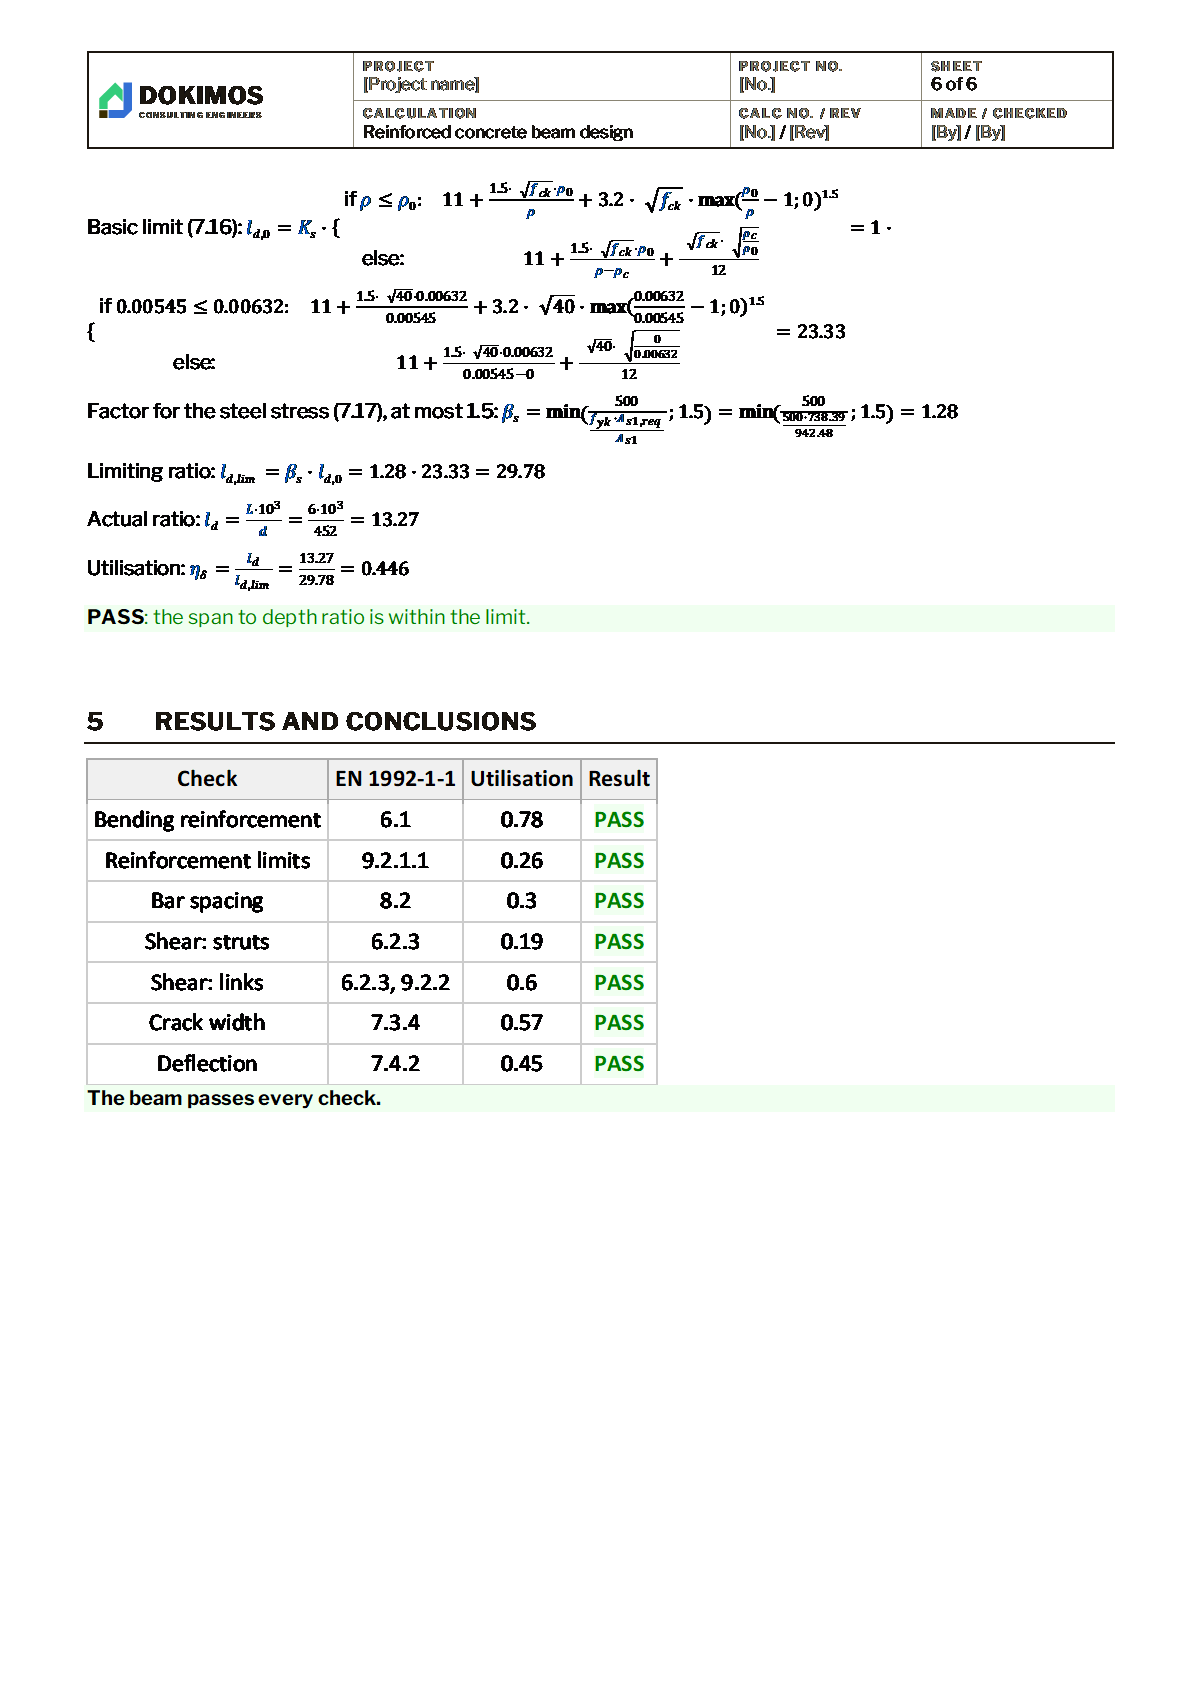 DOKIMOS
CONSULTING ENGINEERS
PROJECT
[Project name]
PROJECT NO.
[No.]
SHEET
6 of 6
CALCULATION
Reinforced concrete beam design
CALC NO. / REV
[No.] / [Rev]
MADE / CHECKED
[By] / [By]
if ρ ≤ ρ₀: 11 + 1.5· √f_ck·ρ₀ / ρ + 3.2 · √f_ck · max(ρ₀/ρ − 1; 0)^1.5
Basic limit (7.16): l_d,0 = K_s · { = 1 ·
else: 11 + 1.5· √f_ck·ρ₀ / ρ−ρ_c + √f_ck · √(ρ_c/ρ₀) / 12
if 0.00545 ≤ 0.00632: 11 + 1.5· √40·0.00632 / 0.00545 + 3.2 · √40 · max(0.00632/0.00545 − 1; 0)^1.5
{ = 23.33
else: 11 + 1.5· √40·0.00632 / 0.00545−0 + √40· √(0/0.00632) / 12
Factor for the steel stress (7.17), at most 1.5: β_s = min(500 / (f_yk·A_s1,req / A_s1); 1.5) = min(500 / (500·738.39 / 942.48); 1.5) = 1.28
Limiting ratio: l_d,lim = β_s · l_d,0 = 1.28 · 23.33 = 29.78
Actual ratio: l_d = L·10³ / d = 6·10³ / 452 = 13.27
Utilisation: η_δ = l_d / l_d,lim = 13.27 / 29.78 = 0.446
PASS: the span to depth ratio is within the limit.
5 RESULTS AND CONCLUSIONS
Check EN 1992-1-1 Utilisation Result
Bending reinforcement 6.1 0.78 PASS
Reinforcement limits 9.2.1.1 0.26 PASS
Bar spacing 8.2 0.3 PASS
Shear: struts 6.2.3 0.19 PASS
Shear: links 6.2.3, 9.2.2 0.6 PASS
Crack width 7.3.4 0.57 PASS
Deflection 7.4.2 0.45 PASS
The beam passes every check.